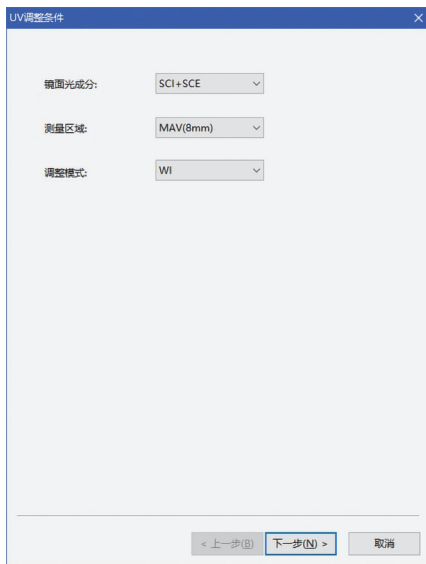 UV调整条件
镜面光成分: SCI+SCE
测量区域: MAV(8mm)
调整模式: WI
< 上一步(B) 下一步(N) > 取消